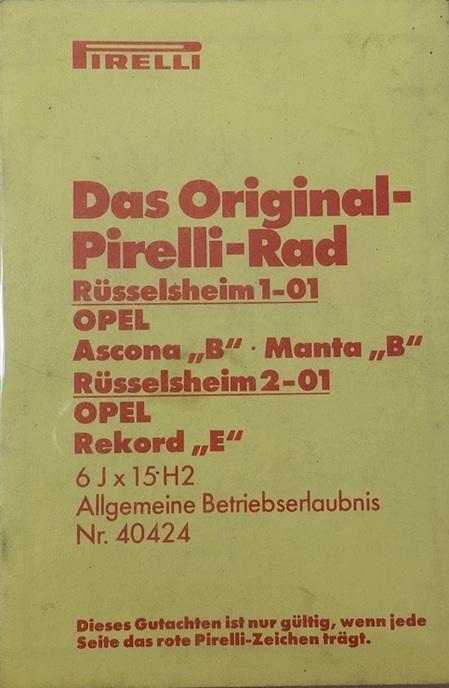 PIRELLI
Das Original-
Pirelli-Rad
Rüsselsheim 1-01
OPEL
Ascona „B“ · Manta „B“
Rüsselsheim 2-01
OPEL
Rekord „E“
6 J x 15 H2
Allgemeine Betriebserlaubnis
Nr. 40424
Dieses Gutachten ist nur gültig, wenn jede
Seite das rote Pirelli-Zeichen trägt.